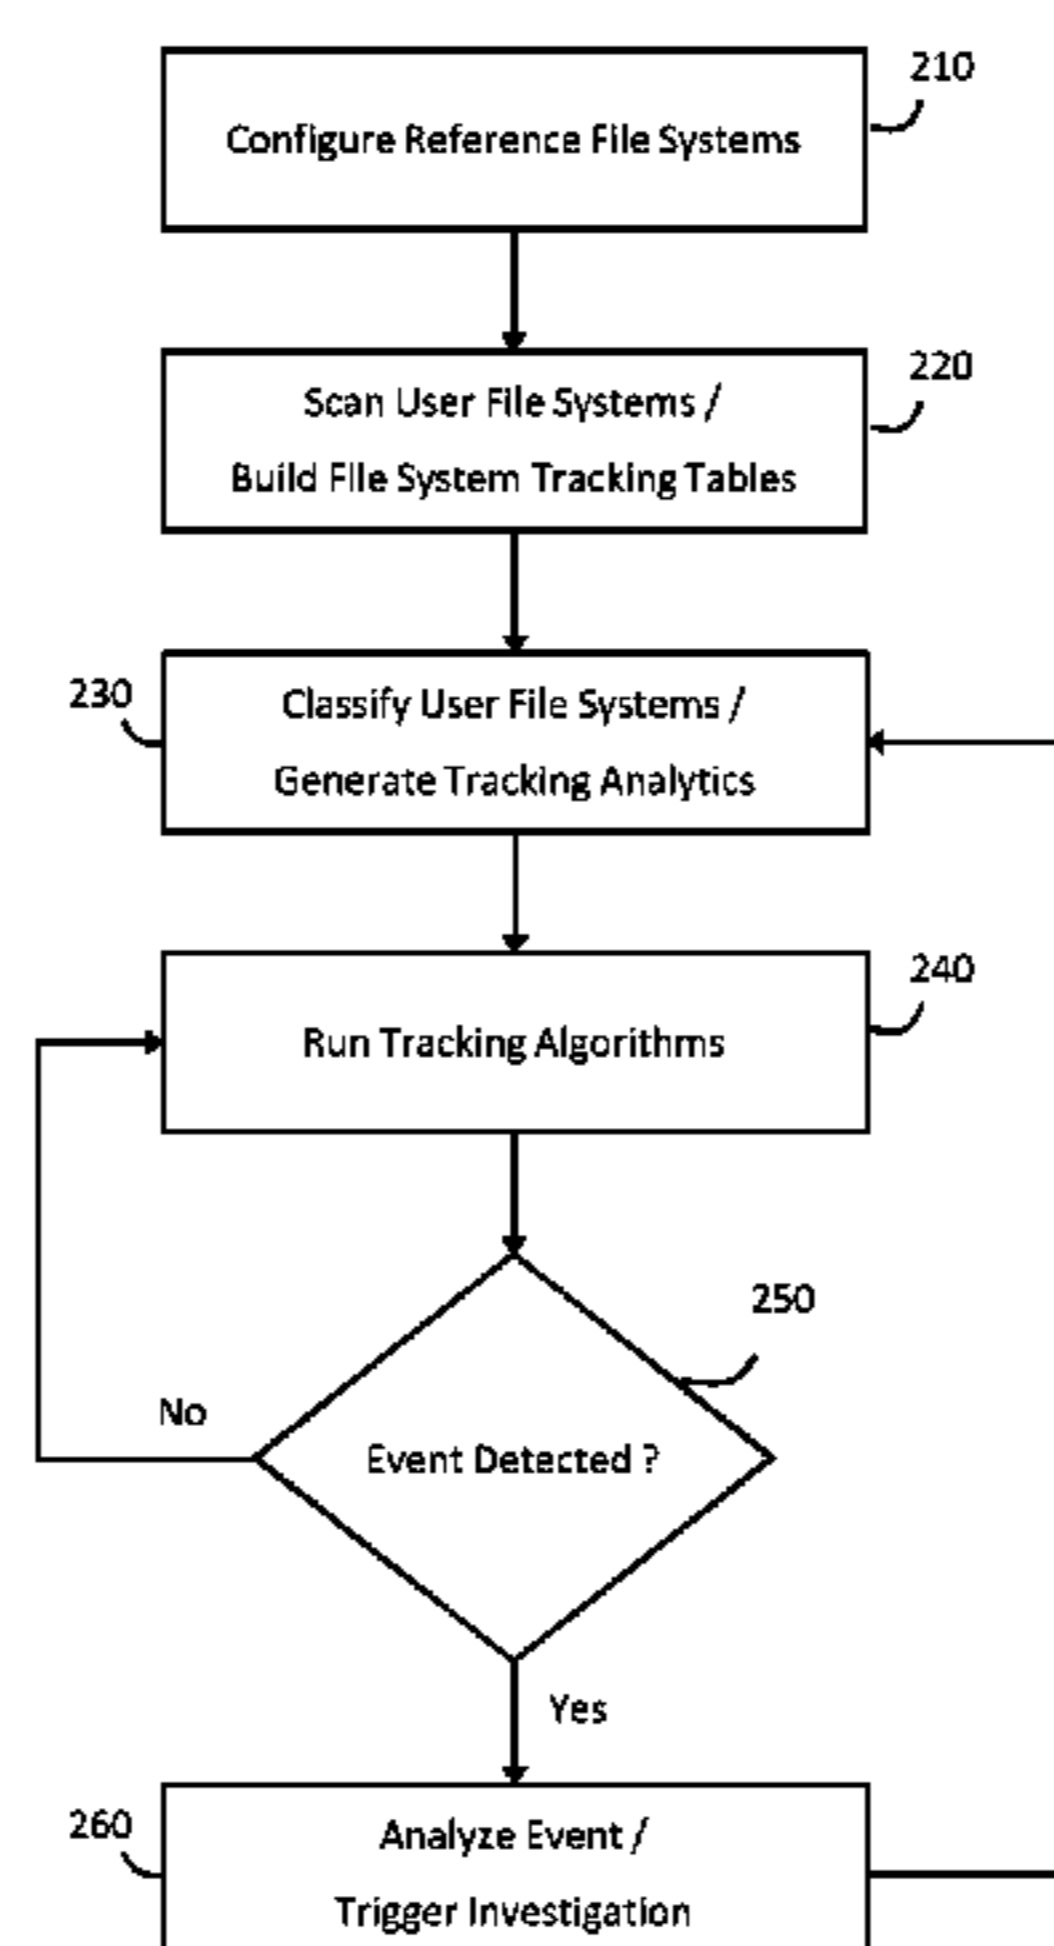 210
Configure Reference File Systems
220
Scan User File Systems /
Build File System Tracking Tables
230
Classify User File Systems /
Generate Tracking Analytics
240
Run Tracking Algorithms
250
No
Event Detected ?
Yes
260
Analyze Event /
Trigger Investigation